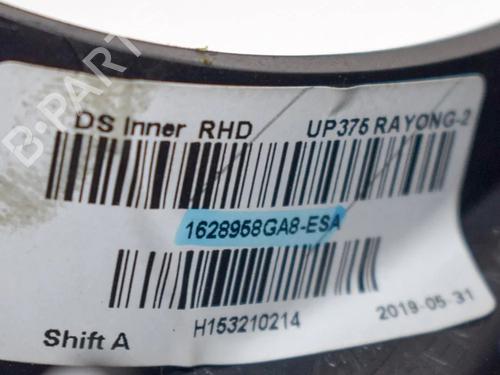 B-PARTS
DS Inner RHD UP375 RAYONG-2
1628958GA8-ESA
H153210214
Shift A
2019-05-31